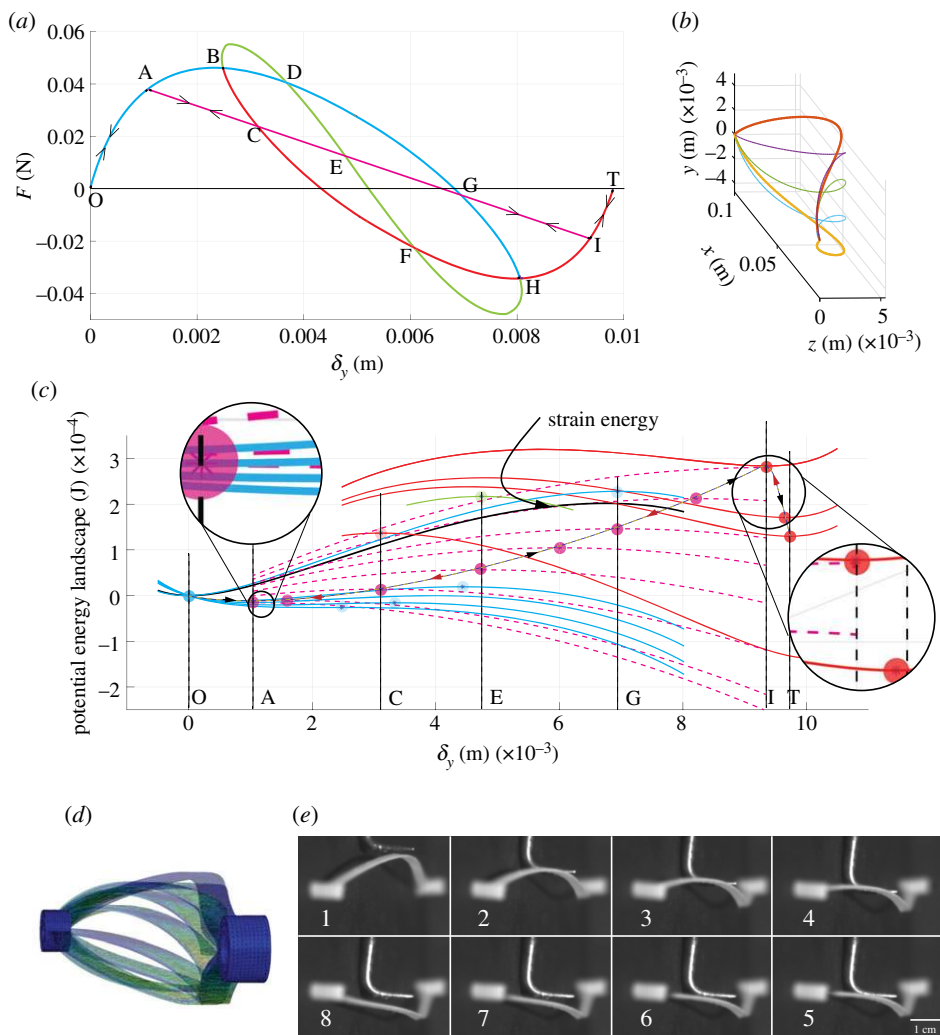 (a)
0.06
0.04
0.02
0
−0.02
−0.04
F (N)
A
B
D
C
E
G
T
O
F
I
H
0
0.002
0.004
0.006
0.008
0.01
δy (m)
(b)
4
2
0
−2
−4
y (m) (×10−3)
0.1
0.05
x (m)
0
5
z (m) (×10−3)
(c)
strain energy
3
2
1
0
−1
−2
potential energy landscape (J) (×10−4)
O
A
C
E
G
I
T
0
2
4
6
8
10
δy (m) (×10−3)
(d)
(e)
1
2
3
4
8
7
6
5
1 cm